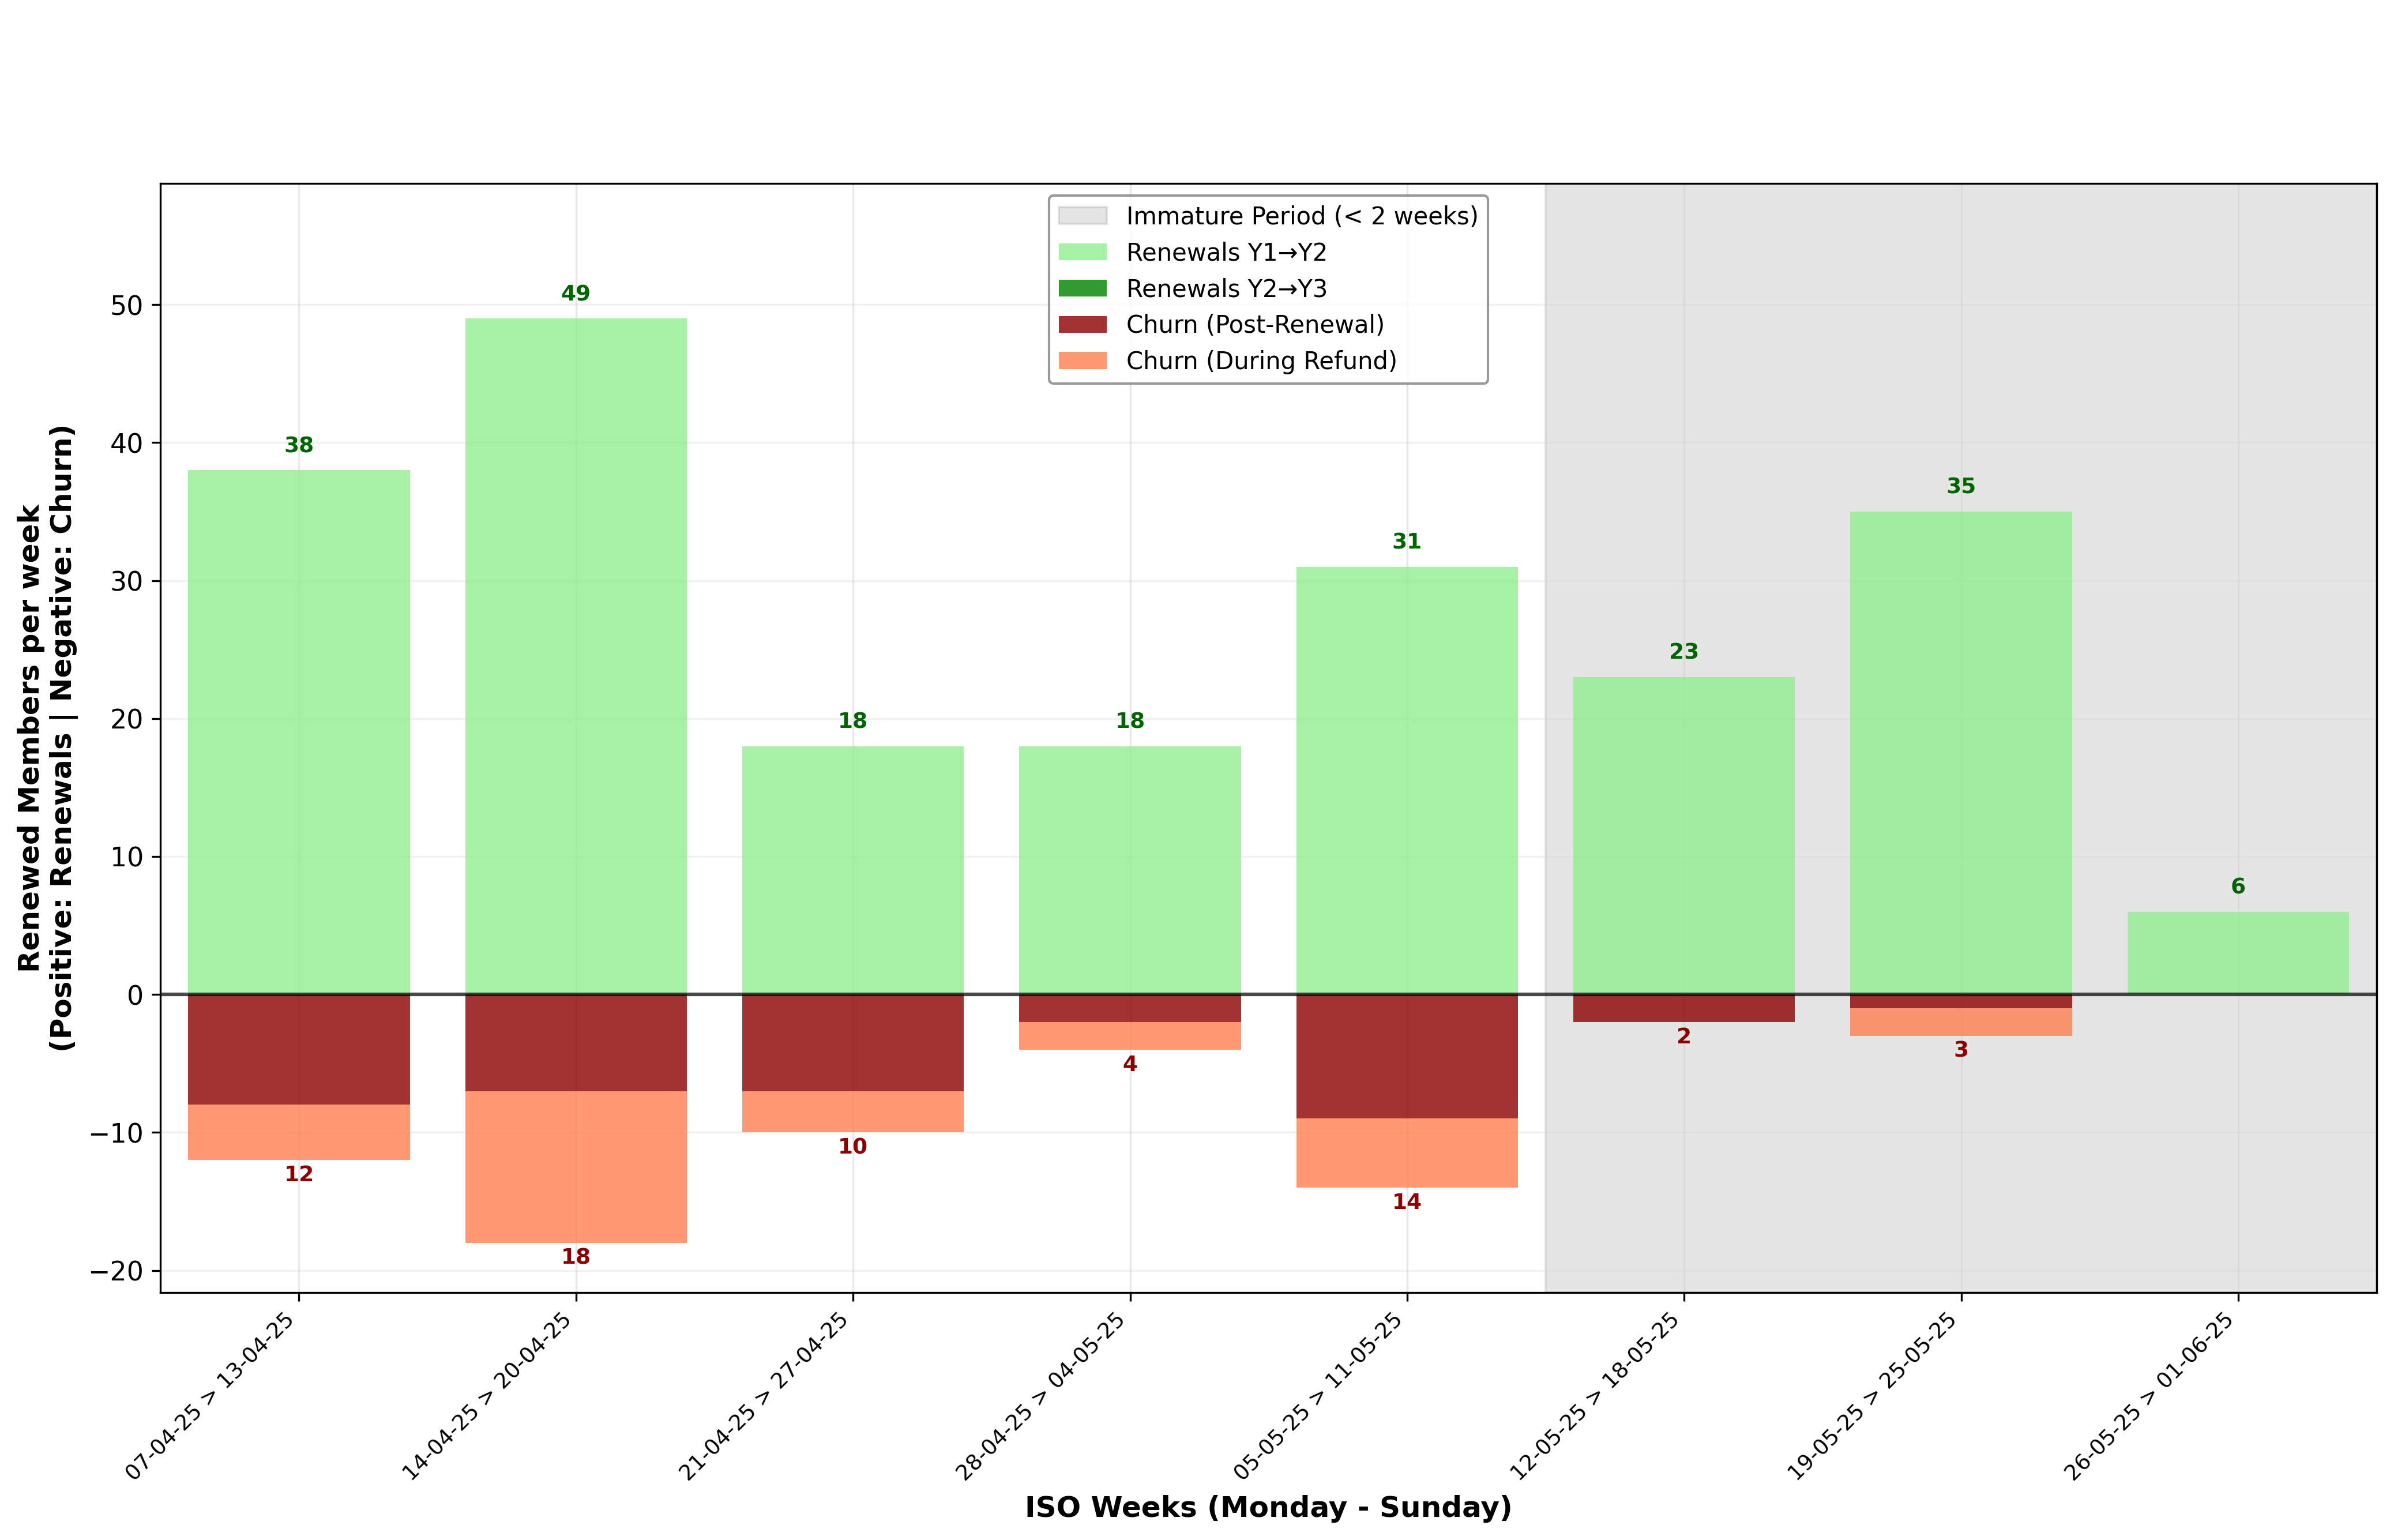 Immature Period (< 2 weeks)
Renewals Y1→Y2
Renewals Y2→Y3
Churn (Post-Renewal)
Churn (During Refund)
Renewed Members per week
(Positive: Renewals | Negative: Churn)
50
40
30
20
10
0
−10
−20
38
49
18
18
31
23
35
6
12
18
10
4
14
2
3
07-04-25 > 13-04-25
14-04-25 > 20-04-25
21-04-25 > 27-04-25
28-04-25 > 04-05-25
05-05-25 > 11-05-25
12-05-25 > 18-05-25
19-05-25 > 25-05-25
26-05-25 > 01-06-25
ISO Weeks (Monday - Sunday)